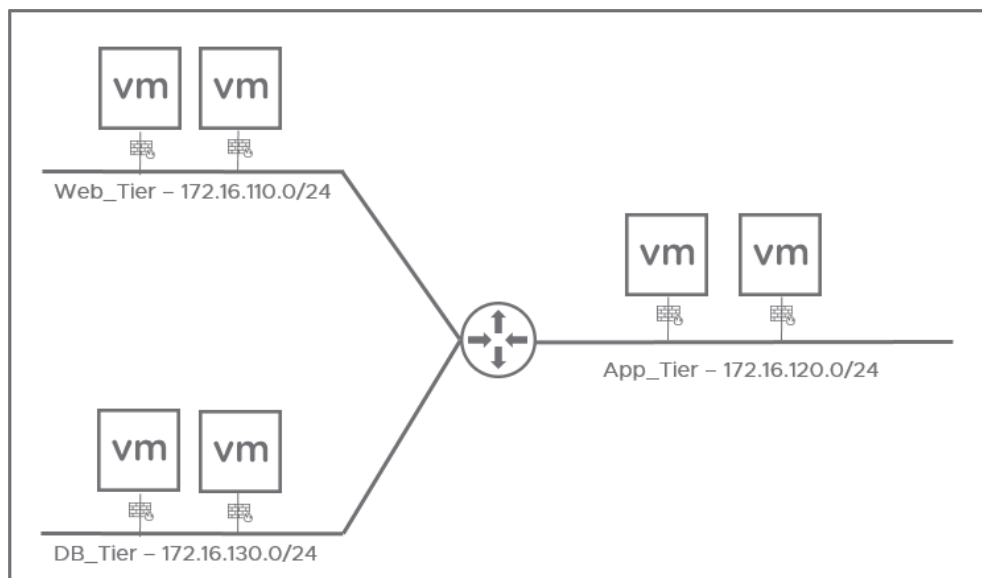 vm vm
Web_Tier – 172.16.110.0/24
vm vm
App_Tier – 172.16.120.0/24
vm vm
DB_Tier – 172.16.130.0/24